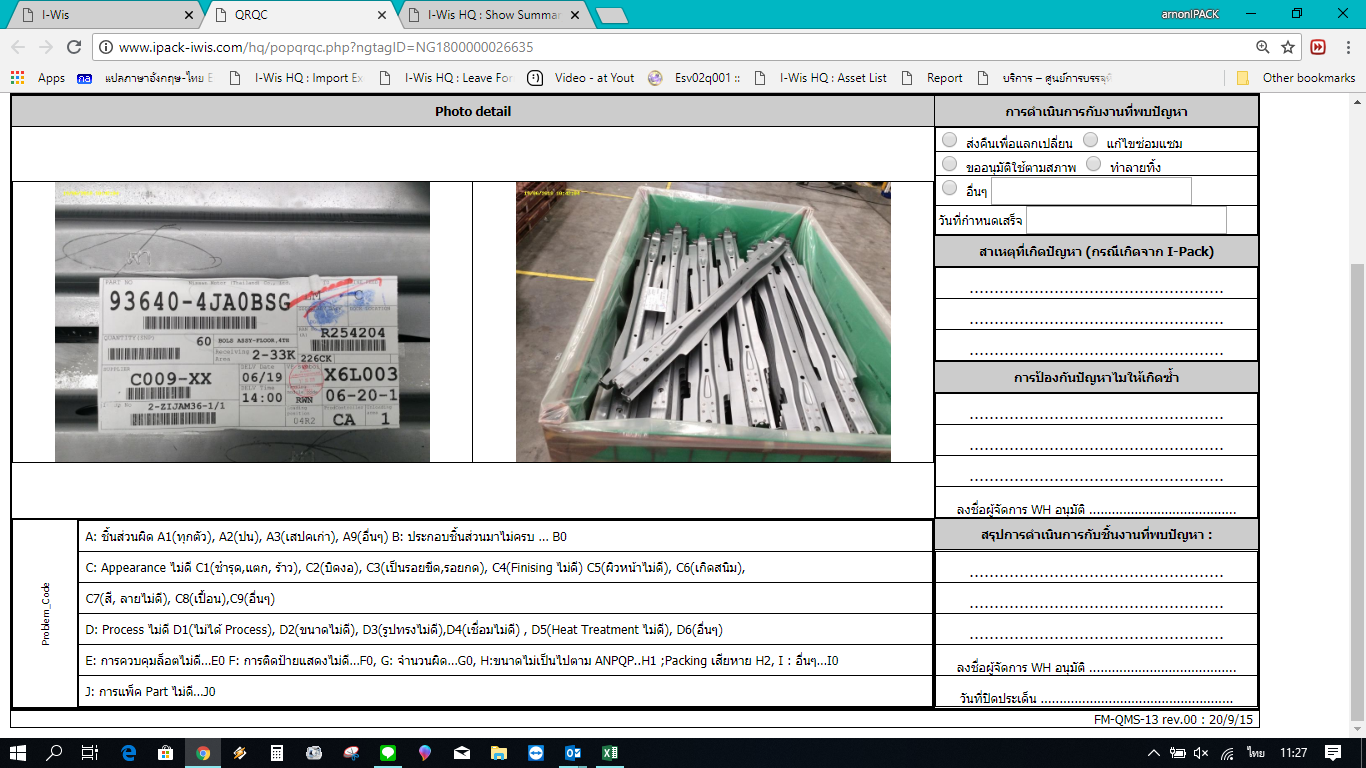 I-Wis
QRQC
I-Wis HQ : Show Summar
arnonIPACK
www.ipack-iwis.com/hq/popqrqc.php?ngtagID=NG1800000026635
Apps
แปลภาษาอังกฤษ-ไทย E
I-Wis HQ : Import Ex
I-Wis HQ : Leave For
Video - at Yout
Esv02q001 ::
I-Wis HQ : Asset List
Report
บริการ – ศูนย์การบรรจุภั
Other bookmarks
Photo detail
การดำเนินการกับงานที่พบปัญหา
ส่งคืนเพื่อแลกเปลี่ยน แก้ไขซ่อมแซม
ขออนุมัติใช้ตามสภาพ ทำลายทิ้ง
อื่นๆ
วันที่กำหนดเสร็จ
PART NO
93640-4JA0BSG
QUANTITY(SNP)
60
BOLS ASSY-FLOOR,4TH
R254204
Receiving Area
2-33K
226CK
SUPPLIER
C009-XX
DELV Date
06/19
X6L003
DELV Time
14:00
RWN
06-20-1
2-ZIJAM36-1/1
04R2
CA
1
สาเหตุที่เกิดปัญหา (กรณีเกิดจาก I-Pack)
..................................................
..................................................
..................................................
การป้องกันปัญหาไม่ให้เกิดซ้ำ
..................................................
..................................................
..................................................
ลงชื่อผู้จัดการ WH อนุมัติ ......................................
Problem_Code
A: ชิ้นส่วนผิด A1(ทุกตัว), A2(ปน), A3(เสปคเก่า), A9(อื่นๆ) B: ประกอบชิ้นส่วนมาไม่ครบ ... B0
C: Appearance ไม่ดี C1(ชำรุด,แตก, ร้าว), C2(บิดงอ), C3(เป็นรอยขีด,รอยกด), C4(Finising ไม่ดี) C5(ผิวหน้าไม่ดี), C6(เกิดสนิม),
C7(สี, ลายไม่ดี), C8(เปื้อน),C9(อื่นๆ)
D: Process ไม่ดี D1(ไม่ได้ Process), D2(ขนาดไม่ดี), D3(รูปทรงไม่ดี),D4(เชื่อมไม่ดี) , D5(Heat Treatment ไม่ดี), D6(อื่นๆ)
E: การควบคุมล็อตไม่ดี...E0 F: การติดป้ายแสดงไม่ดี...F0, G: จำนวนผิด...G0, H:ขนาดไม่เป็นไปตาม ANPQP..H1 ;Packing เสียหาย H2, I : อื่นๆ...I0
J: การแพ็ค Part ไม่ดี...J0
สรุปการดำเนินการกับชิ้นงานที่พบปัญหา :
..................................................
..................................................
..................................................
ลงชื่อผู้จัดการ WH อนุมัติ ......................................
วันที่ปิดประเด็น ..................................................
FM-QMS-13 rev.00 : 20/9/15
ไทย
11:27